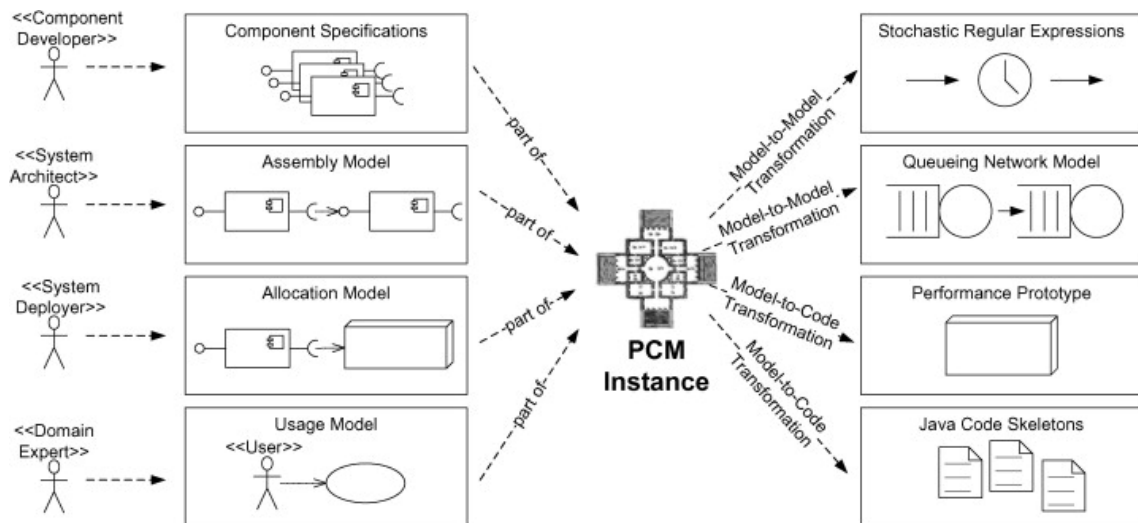 <<Component
Developer>>
Component Specifications
<<System
Architect>>
Assembly Model
<<System
Deployer>>
Allocation Model
<<Domain
Expert>>
Usage Model
<<User>>
part of
part of
part of
part of
PCM
Instance
Model-to-Model
Transformation
Model-to-Model
Transformation
Model-to-Code
Transformation
Model-to-Code
Transformation
Stochastic Regular Expressions
Queueing Network Model
Performance Prototype
Java Code Skeletons